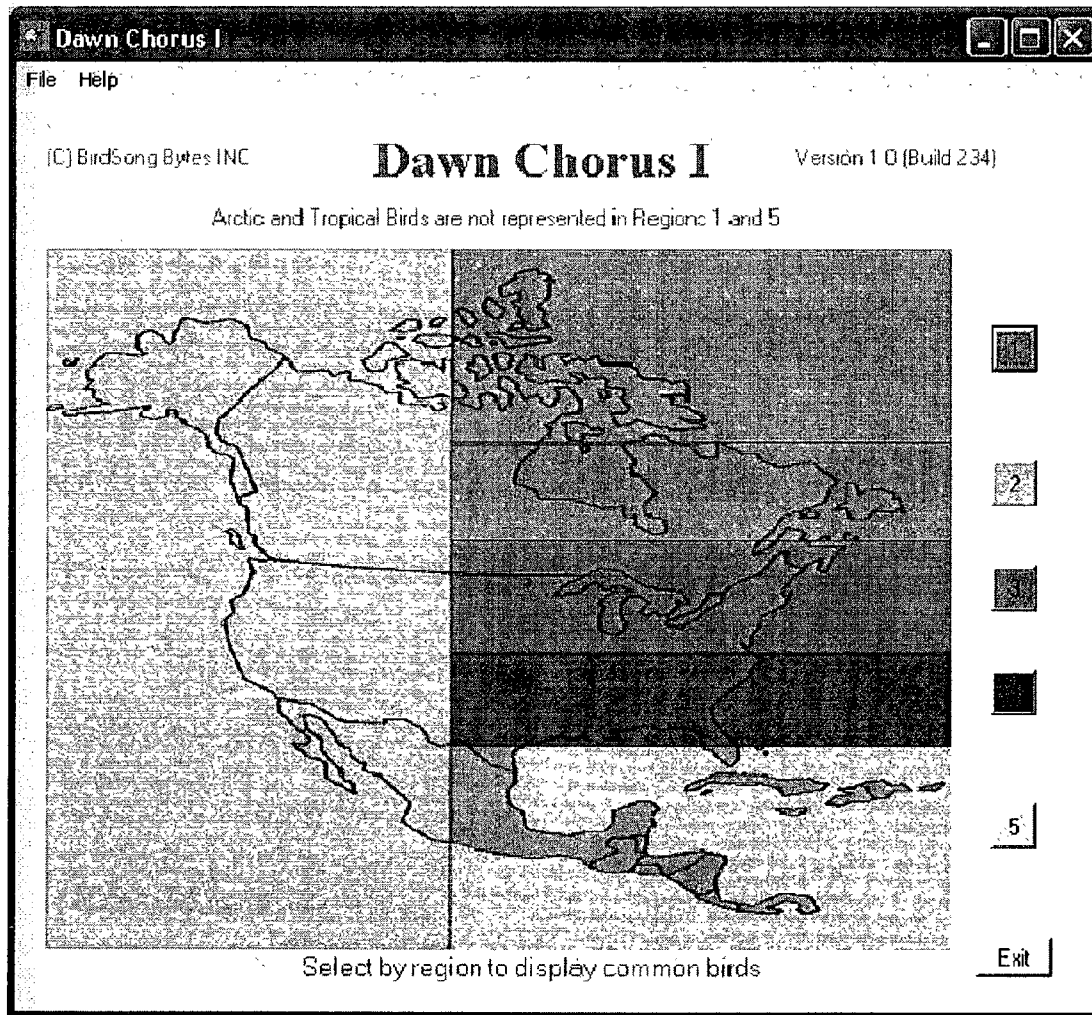 Dawn Chorus I
File Help
(C) BirdSong Bytes INC
Dawn Chorus I
Version 1.0 (Build 234)
Arctic and Tropical Birds are not represented in Regions 1 and 5
1
2
3
5
Select by region to display common birds
Exit